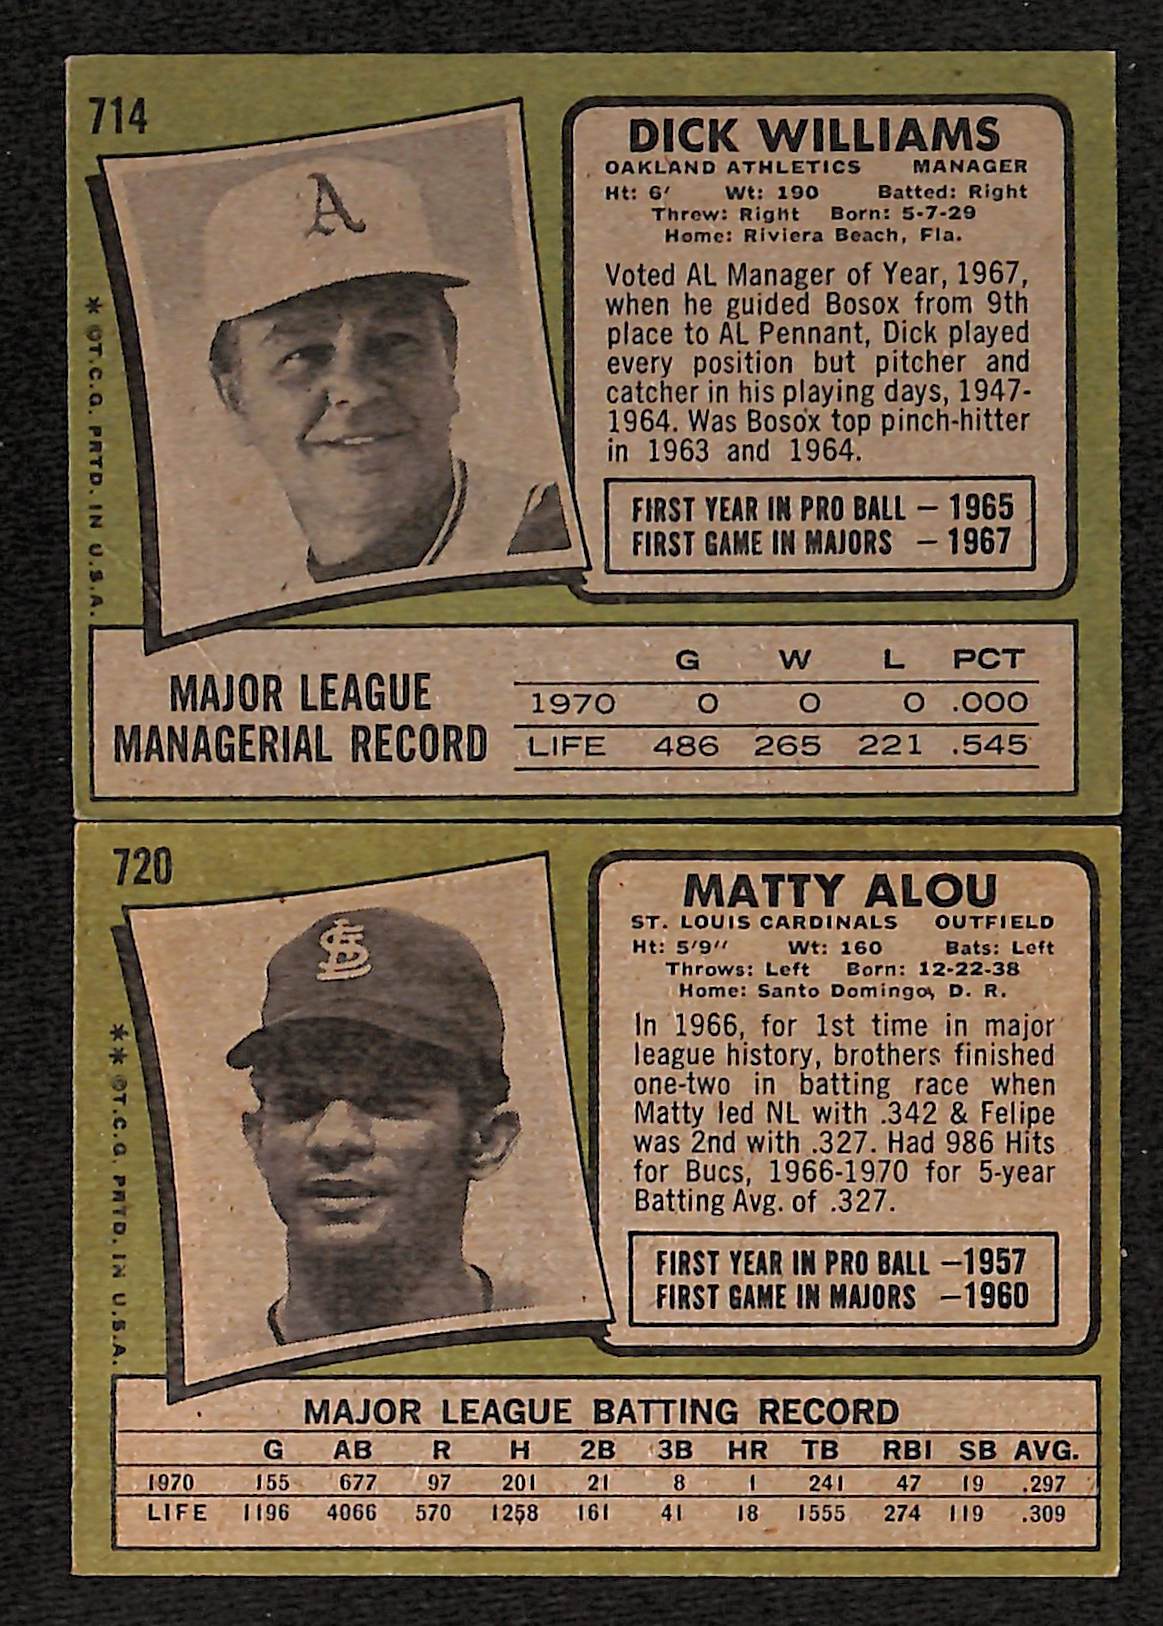 714
DICK WILLIAMS
OAKLAND ATHLETICS MANAGER
Ht: 6' Wt: 190 Batted: Right
Threw: Right Born: 5-7-29
Home: Riviera Beach, Fla.
Voted AL Manager of Year, 1967,
when he guided Bosox from 9th
place to AL Pennant, Dick played
every position but pitcher and
catcher in his playing days, 1947-
1964. Was Bosox top pinch-hitter
in 1963 and 1964.
FIRST YEAR IN PRO BALL – 1965
FIRST GAME IN MAJORS – 1967
A
* ©T.C.G. PRTD. IN U.S.A.
MAJOR LEAGUE
MANAGERIAL RECORD
G W L PCT
1970 0 0 0 .000
LIFE 486 265 221 .545
720
MATTY ALOU
ST. LOUIS CARDINALS OUTFIELD
Ht: 5'9'' Wt: 160 Bats: Left
Throws: Left Born: 12-22-38
Home: Santo Domingo, D. R.
In 1966, for 1st time in major
league history, brothers finished
one-two in batting race when
Matty led NL with .342 & Felipe
was 2nd with .327. Had 986 Hits
for Bucs, 1966-1970 for 5-year
Batting Avg. of .327.
FIRST YEAR IN PRO BALL –1957
FIRST GAME IN MAJORS –1960
STL
** ©T.C.G. PRTD. IN U.S.A.
MAJOR LEAGUE BATTING RECORD
G AB R H 2B 3B HR TB RBI SB AVG.
1970 155 677 97 201 21 8 1 241 47 19 .297
LIFE 1196 4066 570 1258 161 41 18 1555 274 119 .309